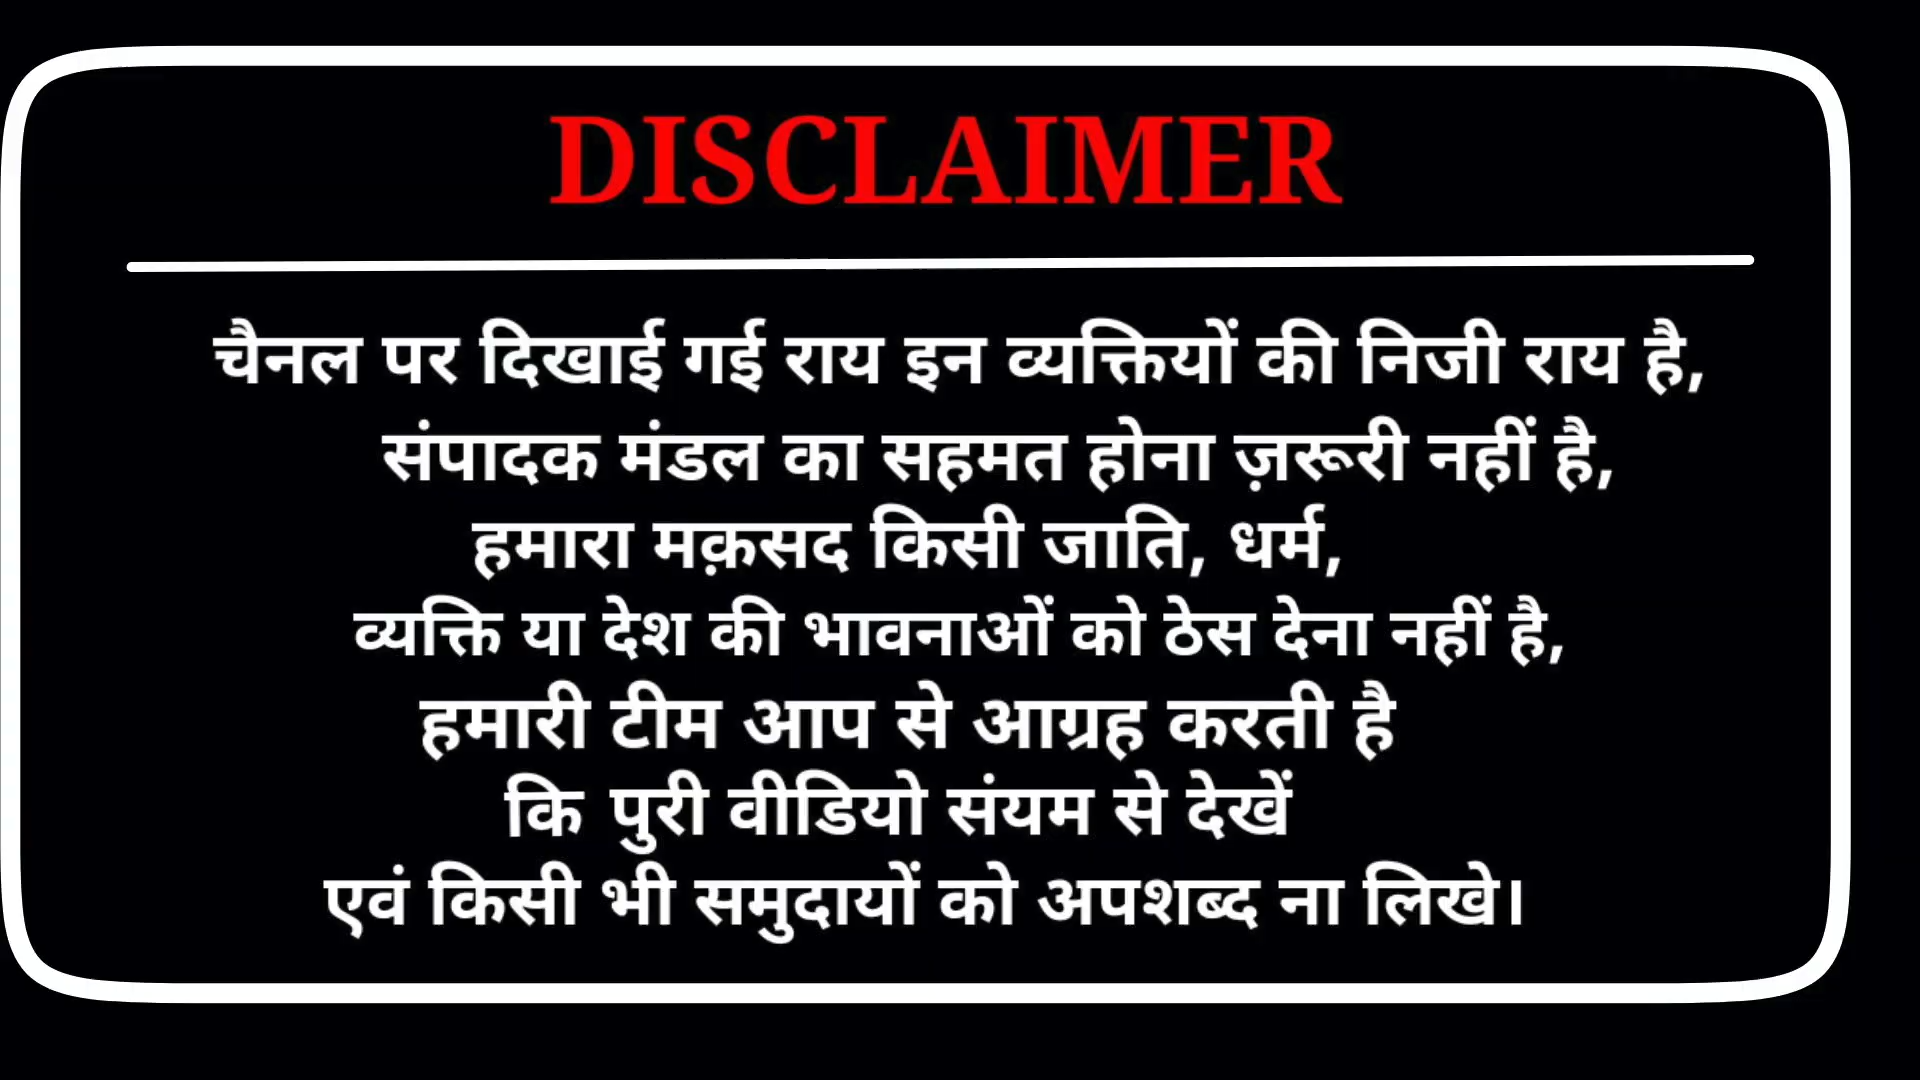 DISCLAIMER
चैनल पर दिखाई गई राय इन व्यक्तियों की निजी राय है,
संपादक मंडल का सहमत होना ज़रूरी नहीं है,
हमारा मक़सद किसी जाति, धर्म,
व्यक्ति या देश की भावनाओं को ठेस देना नहीं है,
हमारी टीम आप से आग्रह करती है
कि पुरी वीडियो संयम से देखें
एवं किसी भी समुदायों को अपशब्द ना लिखे।